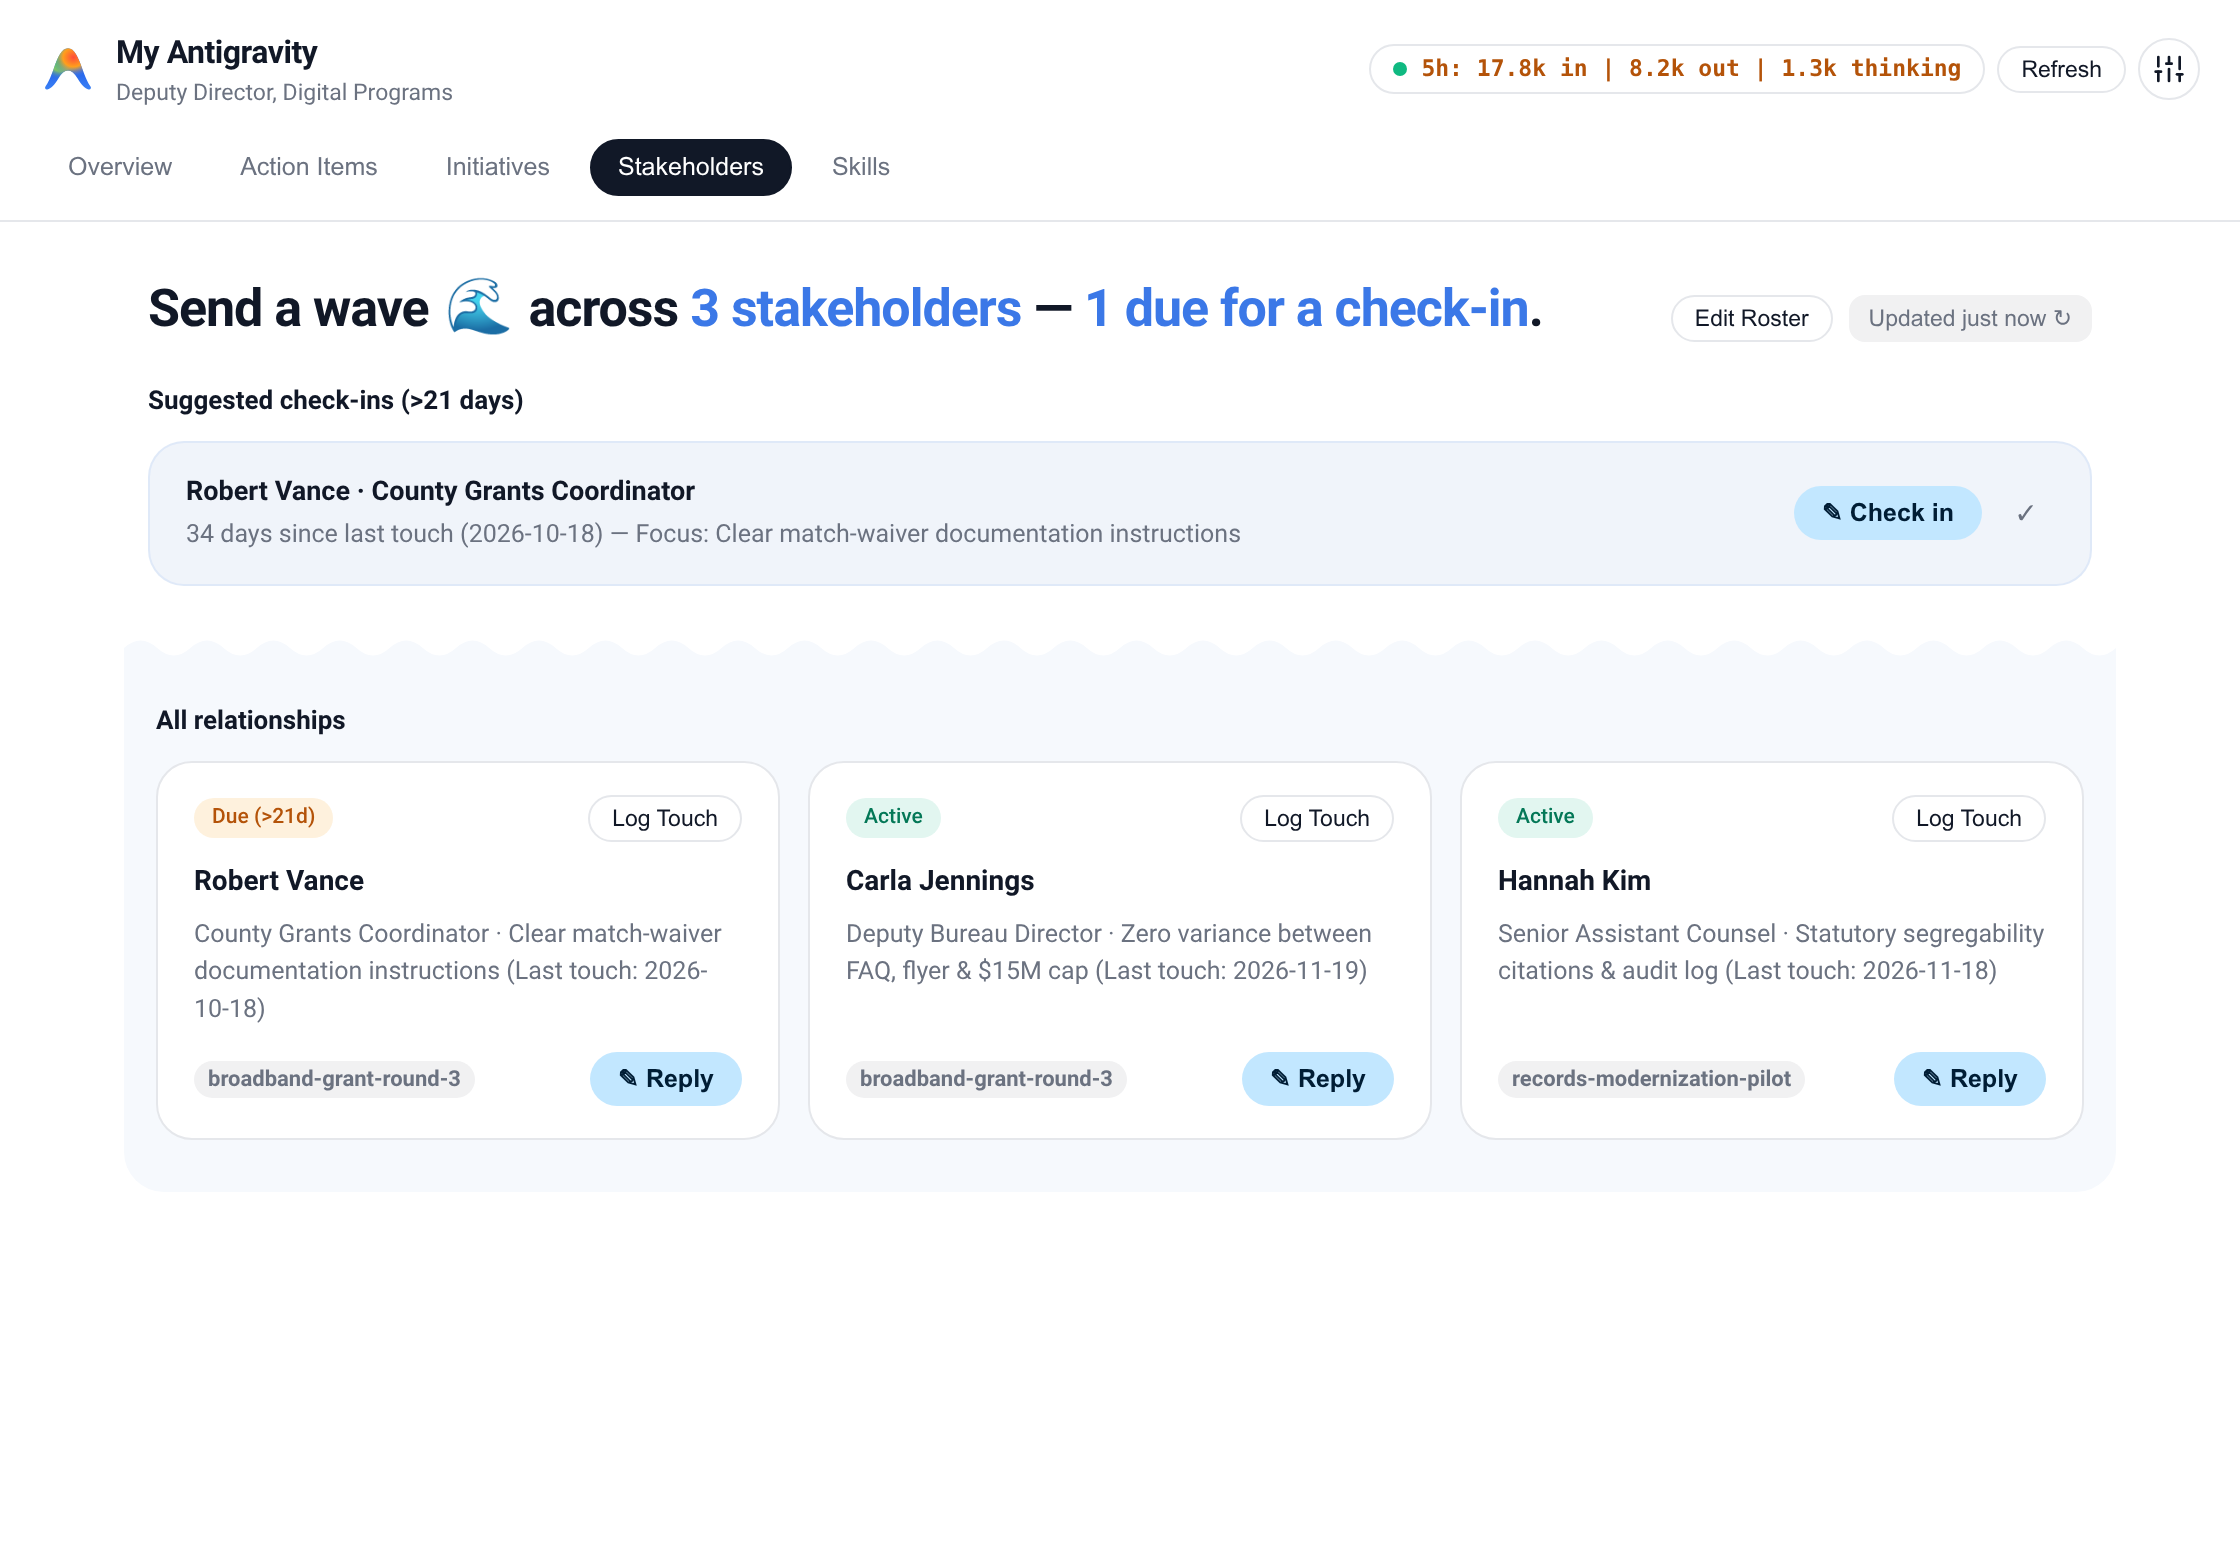 My Antigravity
Deputy Director, Digital Programs
5h: 17.8k in | 8.2k out | 1.3k thinking
Refresh
Overview
Action Items
Initiatives
Stakeholders
Skills
Send a wave 🌊 across 3 stakeholders — 1 due for a check-in.
Edit Roster
Updated just now ↻
Suggested check-ins (>21 days)
Robert Vance · County Grants Coordinator
34 days since last touch (2026-10-18) — Focus: Clear match-waiver documentation instructions
✎ Check in
✓
All relationships
Due (>21d)
Log Touch
Robert Vance
County Grants Coordinator · Clear match-waiver
documentation instructions (Last touch: 2026-
10-18)
broadband-grant-round-3
✎ Reply
Active
Log Touch
Carla Jennings
Deputy Bureau Director · Zero variance between
FAQ, flyer & $15M cap (Last touch: 2026-11-19)
broadband-grant-round-3
✎ Reply
Active
Log Touch
Hannah Kim
Senior Assistant Counsel · Statutory segregability
citations & audit log (Last touch: 2026-11-18)
records-modernization-pilot
✎ Reply